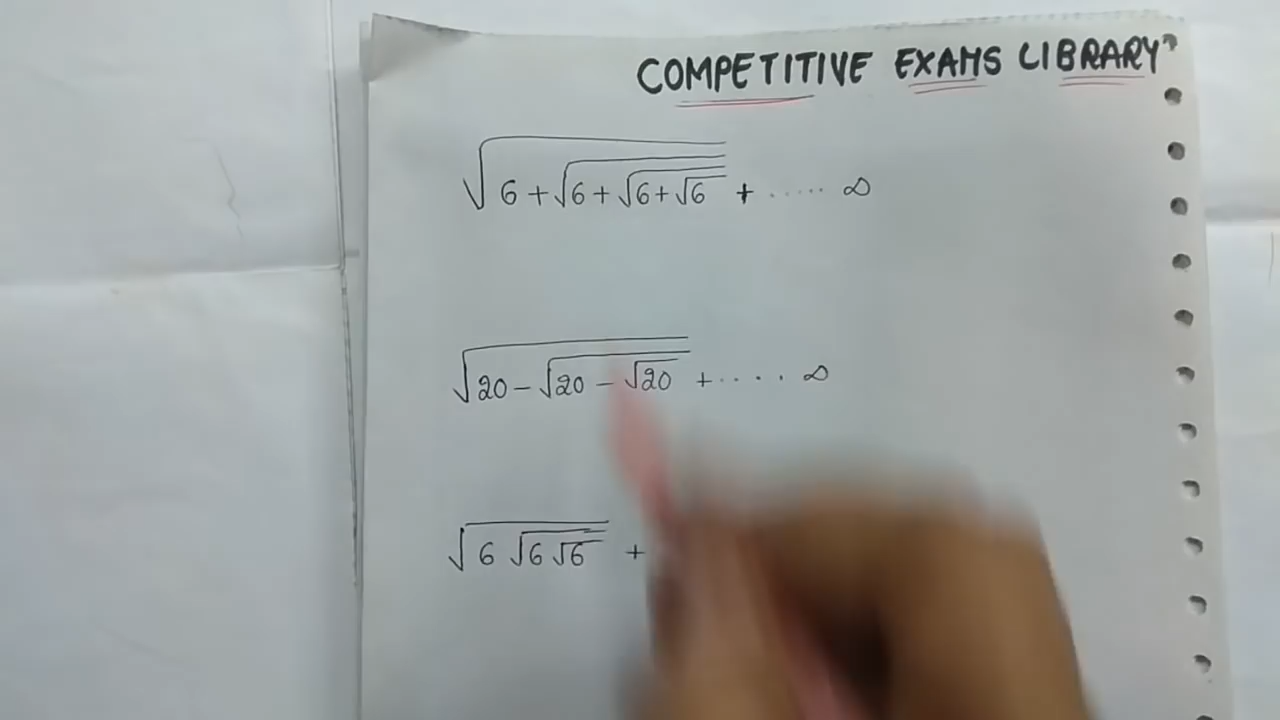 COMPETITIVE EXAMS LIBRARY"
√(6 + √(6 + √(6 + √6))) + ..... ∞
√(20 - √(20 - √20)) + .... ∞
√(6 √(6 √6)) +